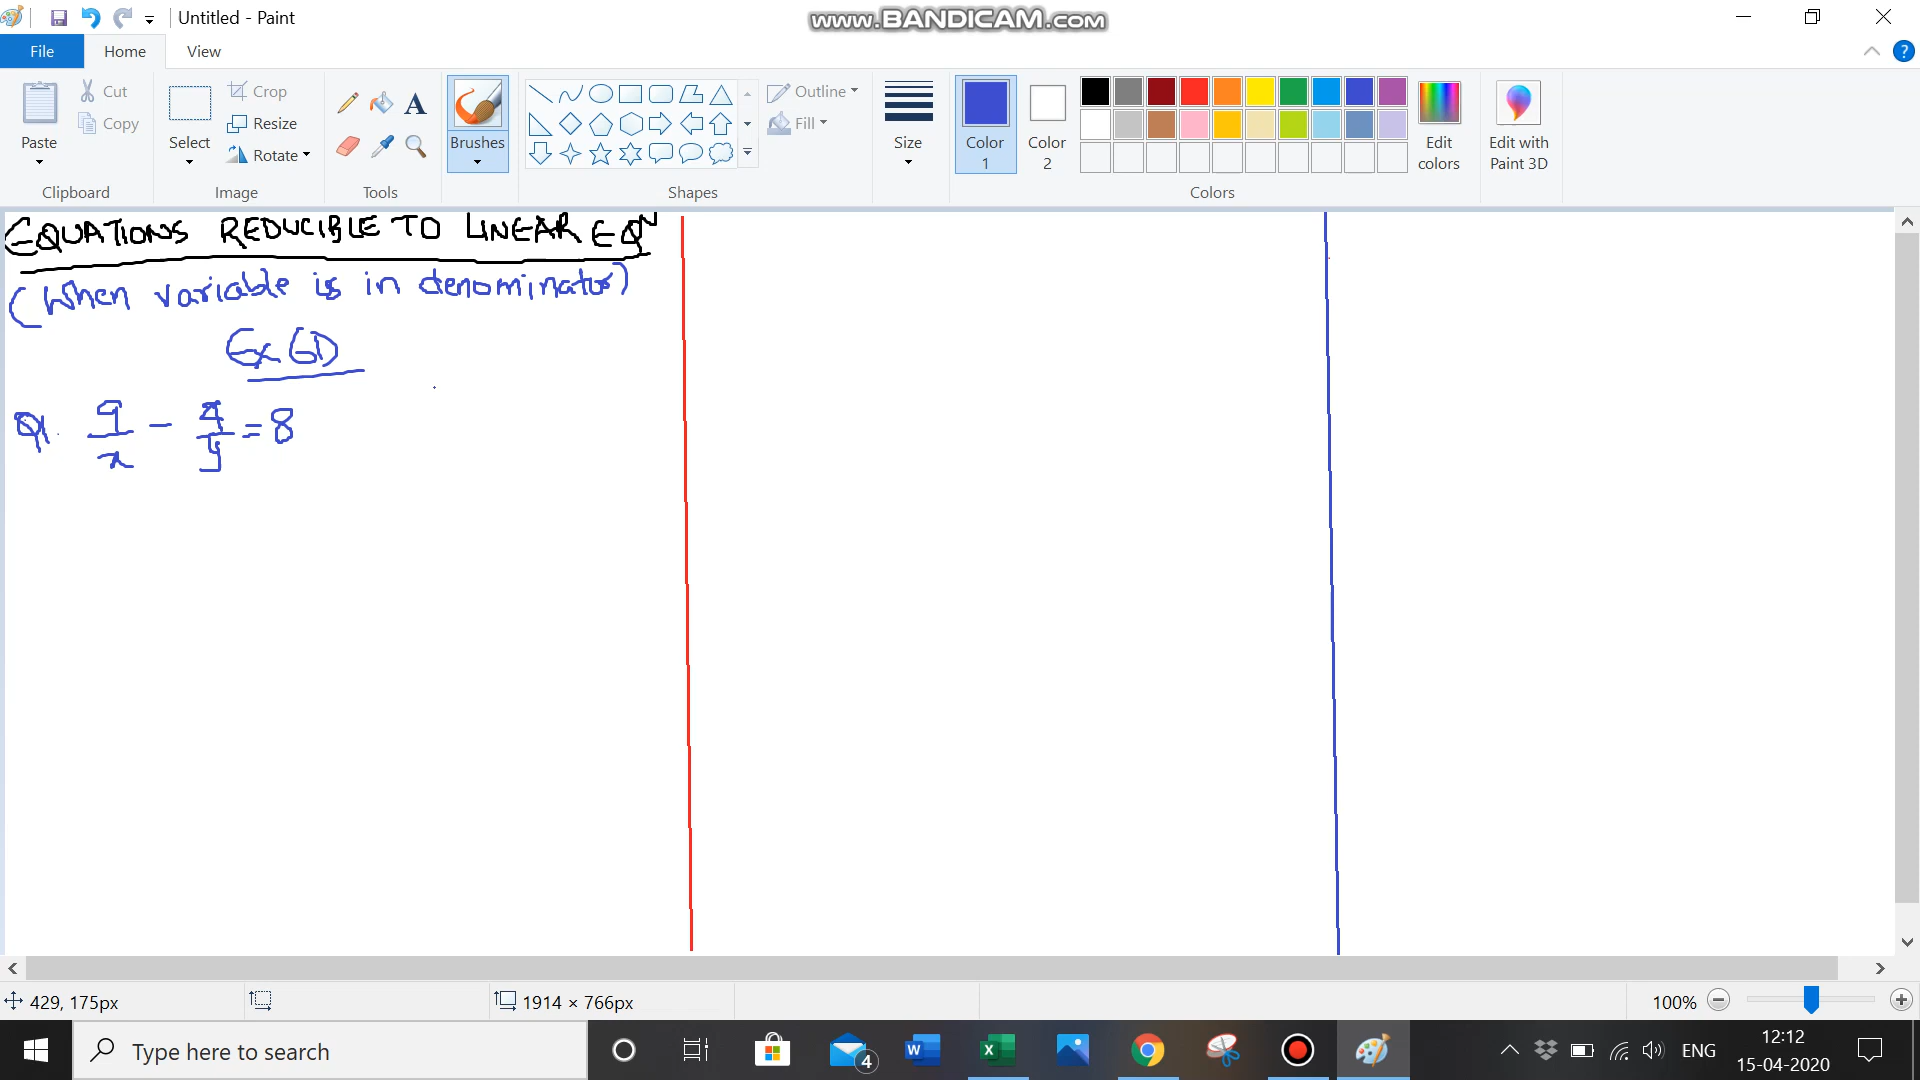 Untitled - Paint
www.BANDICAM.com
File Home View
Paste
Cut
Copy
Clipboard
Select
Crop
Resize
Rotate
Image
Tools
Brushes
Shapes
Outline
Fill
Size
Color 1
Color 2
Edit colors
Colors
Edit with Paint 3D
EQUATIONS REDUCIBLE TO LINEAR EQN
(When variable is in denominator)
Ex 6D
Q1. 9/x - 4/y = 8
429, 175px
1914 × 766px
100%
Type here to search
4
ENG
12:12
15-04-2020